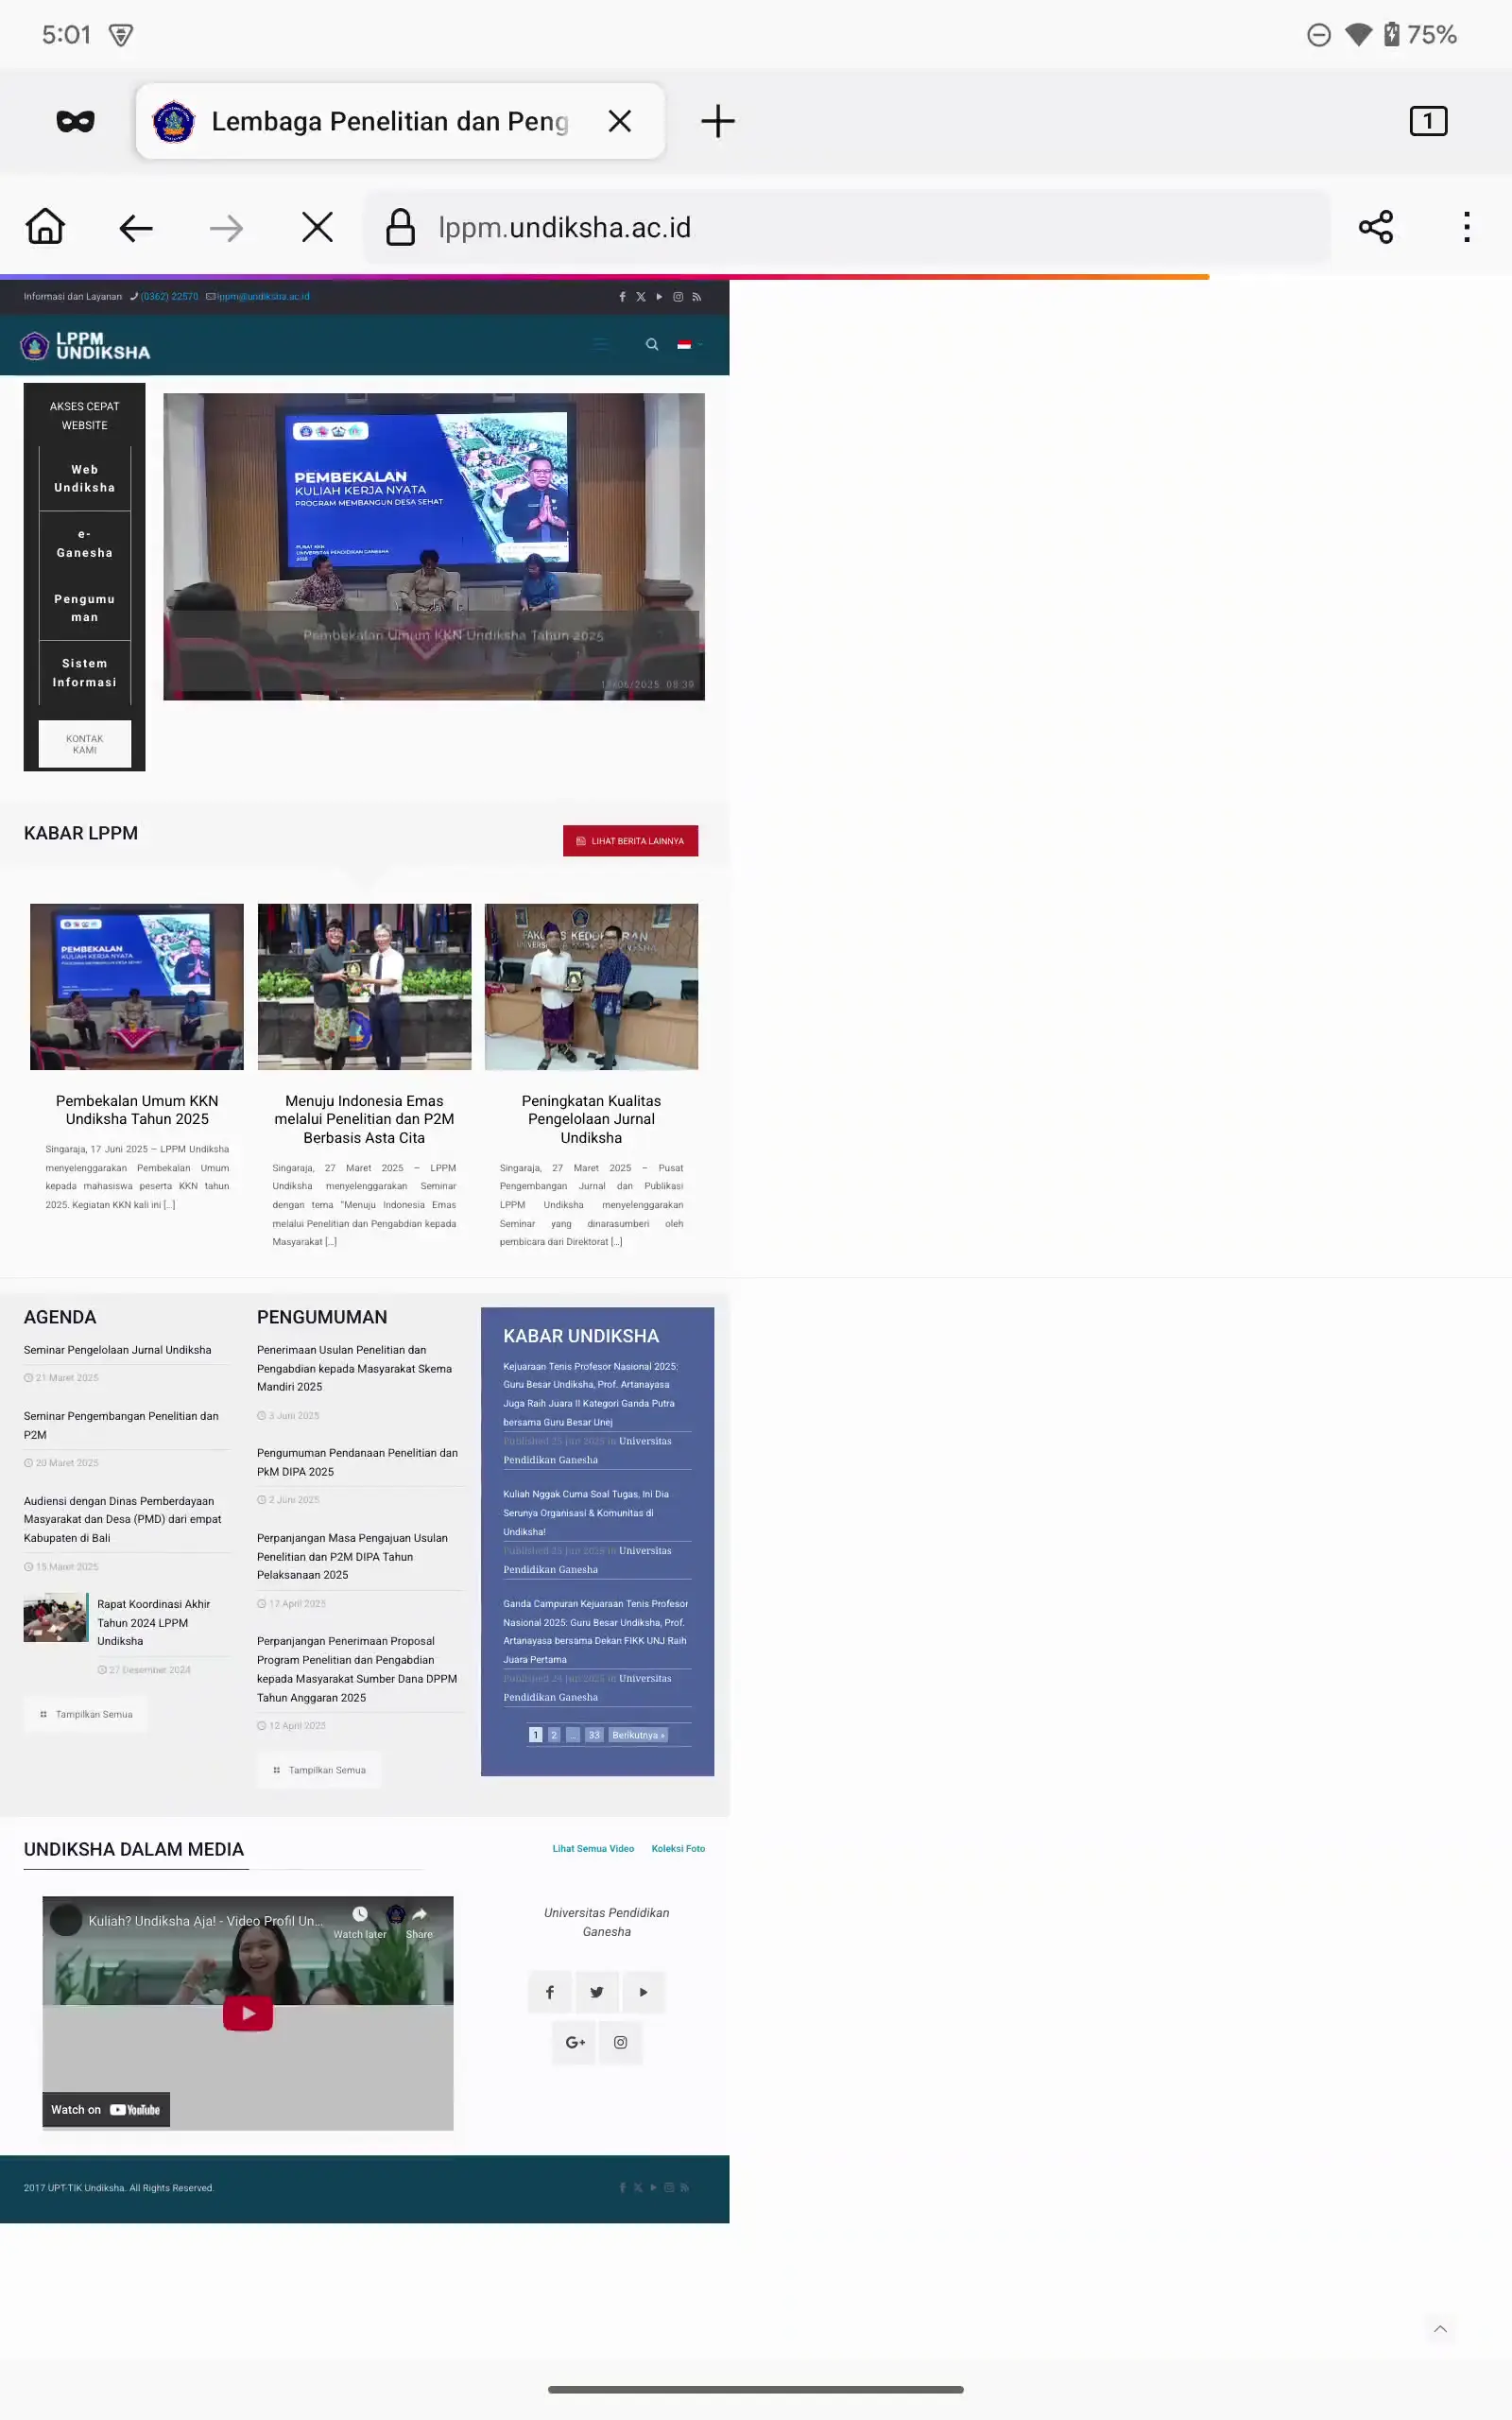 5:01
75%
Lembaga Penelitian dan Peng
1
lppm.undiksha.ac.id
Informasi dan Layanan (0362) 22570 lppm@undiksha.ac.id
LPPM
UNDIKSHA
AKSES CEPAT
WEBSITE
Web
Undiksha
e-
Ganesha
Pengumu
man
Sistem
Informasi
KONTAK
KAMI
PEMBEKALAN
KULIAH KERJA NYATA
PROGRAM MEMBANGUN DESA SEHAT
PUSAT KKN
UNIVERSITAS PENDIDIKAN GANESHA
2025
Pembekalan Umum KKN Undiksha Tahun 2025
KABAR LPPM
LIHAT BERITA LAINNYA
PEMBEKALAN
KULIAH KERJA NYATA
PROGRAM MEMBANGUN DESA SEHAT
Pembekalan Umum KKN
Undiksha Tahun 2025
Singaraja, 17 Juni 2025 – LPPM Undiksha
menyelenggarakan Pembekalan Umum
kepada mahasiswa peserta KKN tahun
2025. Kegiatan KKN kali ini [...]
Menuju Indonesia Emas
melalui Penelitian dan P2M
Berbasis Asta Cita
Singaraja, 27 Maret 2025 – LPPM
Undiksha menyelenggarakan Seminar
dengan tema “Menuju Indonesia Emas
melalui Penelitian dan Pengabdian kepada
Masyarakat [...]
Peningkatan Kualitas
Pengelolaan Jurnal
Undiksha
Singaraja, 27 Maret 2025 – Pusat
Pengembangan Jurnal dan Publikasi
LPPM Undiksha menyelenggarakan
Seminar yang dinarasumberi oleh
pembicara dari Direktorat [...]
AGENDA
Seminar Pengelolaan Jurnal Undiksha
21 Maret 2025
Seminar Pengembangan Penelitian dan
P2M
20 Maret 2025
Audiensi dengan Dinas Pemberdayaan
Masyarakat dan Desa (PMD) dari empat
Kabupaten di Bali
15 Maret 2025
Rapat Koordinasi Akhir
Tahun 2024 LPPM
Undiksha
27 Desember 2024
Tampilkan Semua
PENGUMUMAN
Penerimaan Usulan Penelitian dan
Pengabdian kepada Masyarakat Skema
Mandiri 2025
3 Juni 2025
Pengumuman Pendanaan Penelitian dan
PkM DIPA 2025
2 Juni 2025
Perpanjangan Masa Pengajuan Usulan
Penelitian dan P2M DIPA Tahun
Pelaksanaan 2025
17 April 2025
Perpanjangan Penerimaan Proposal
Program Penelitian dan Pengabdian
kepada Masyarakat Sumber Dana DPPM
Tahun Anggaran 2025
12 April 2025
Tampilkan Semua
KABAR UNDIKSHA
Kejuaraan Tenis Profesor Nasional 2025:
Guru Besar Undiksha, Prof. Artanayasa
Juga Raih Juara II Kategori Ganda Putra
bersama Guru Besar Unej
Published 25 Jun 2025 in Universitas
Pendidikan Ganesha
Kuliah Nggak Cuma Soal Tugas, Ini Dia
Serunya Organisasi & Komunitas di
Undiksha!
Published 25 Jun 2025 in Universitas
Pendidikan Ganesha
Ganda Campuran Kejuaraan Tenis Profesor
Nasional 2025: Guru Besar Undiksha, Prof.
Artanayasa bersama Dekan FIKK UNJ Raih
Juara Pertama
Published 24 Jun 2025 in Universitas
Pendidikan Ganesha
1 2 ... 33 Berikutnya »
UNDIKSHA DALAM MEDIA
Lihat Semua Video Koleksi Foto
Kuliah? Undiksha Aja! - Video Profil Un...
Watch later
Share
Watch on YouTube
Universitas Pendidikan
Ganesha
2017 UPT-TIK Undiksha. All Rights Reserved.